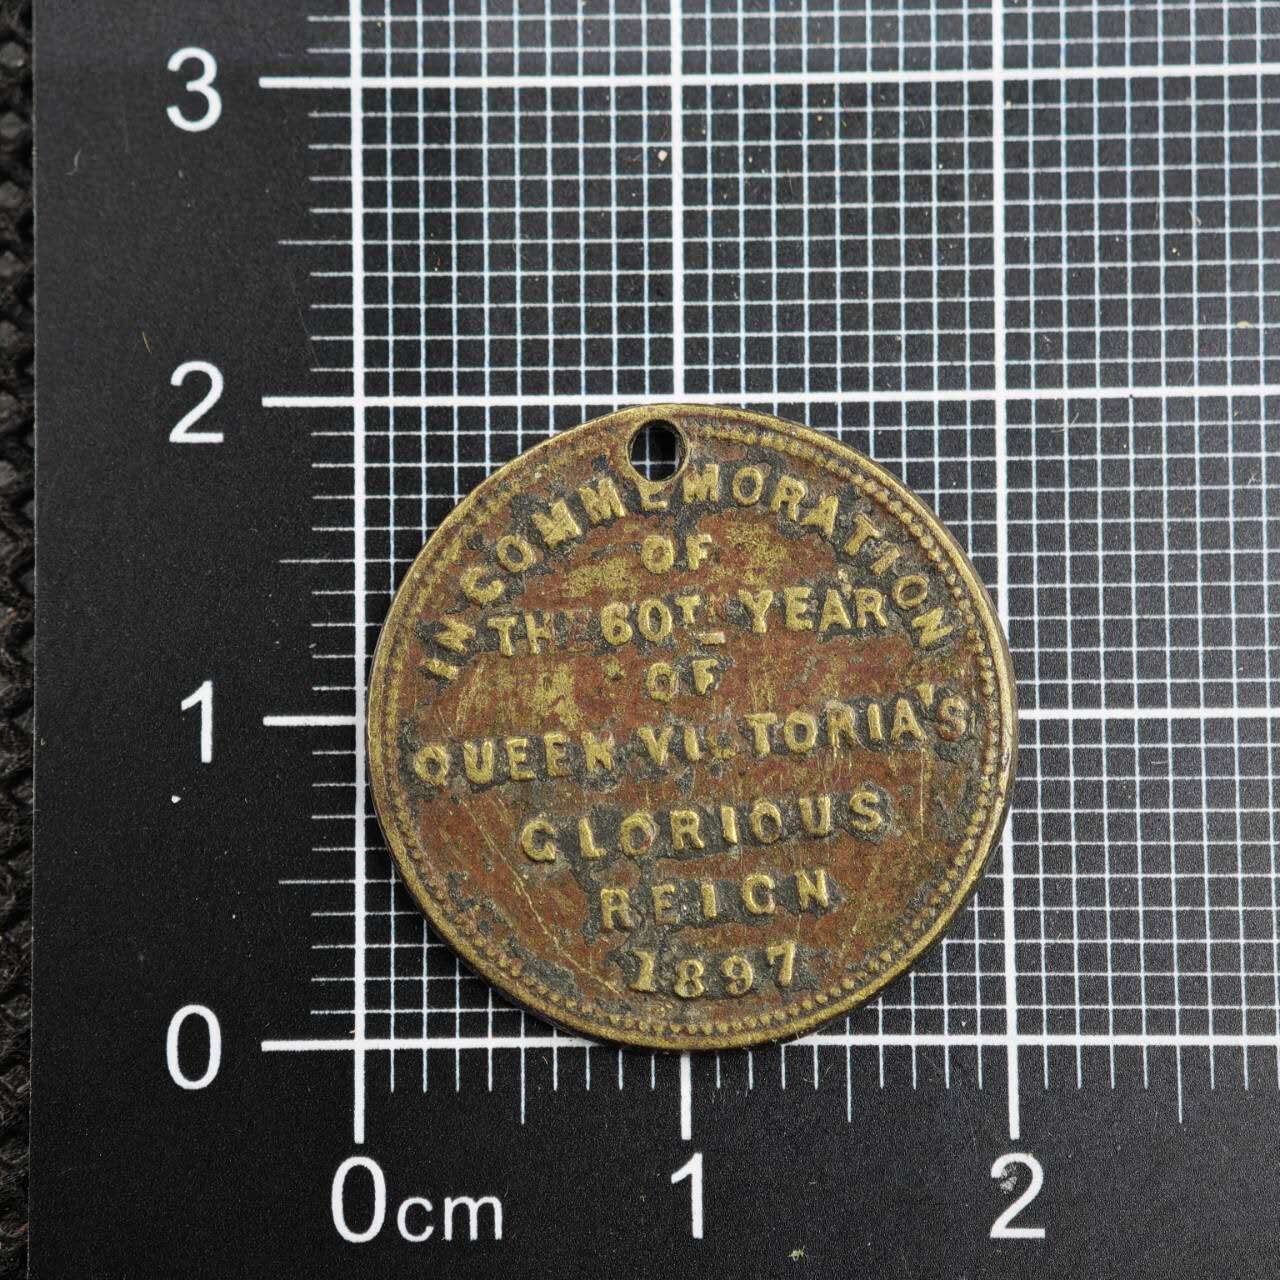 3
2
1
0
0cm 1 2
IN COMMEMORATION
OF
THE 60TH YEAR
OF
QUEEN VICTORIA'S
GLORIOUS
REIGN
1897